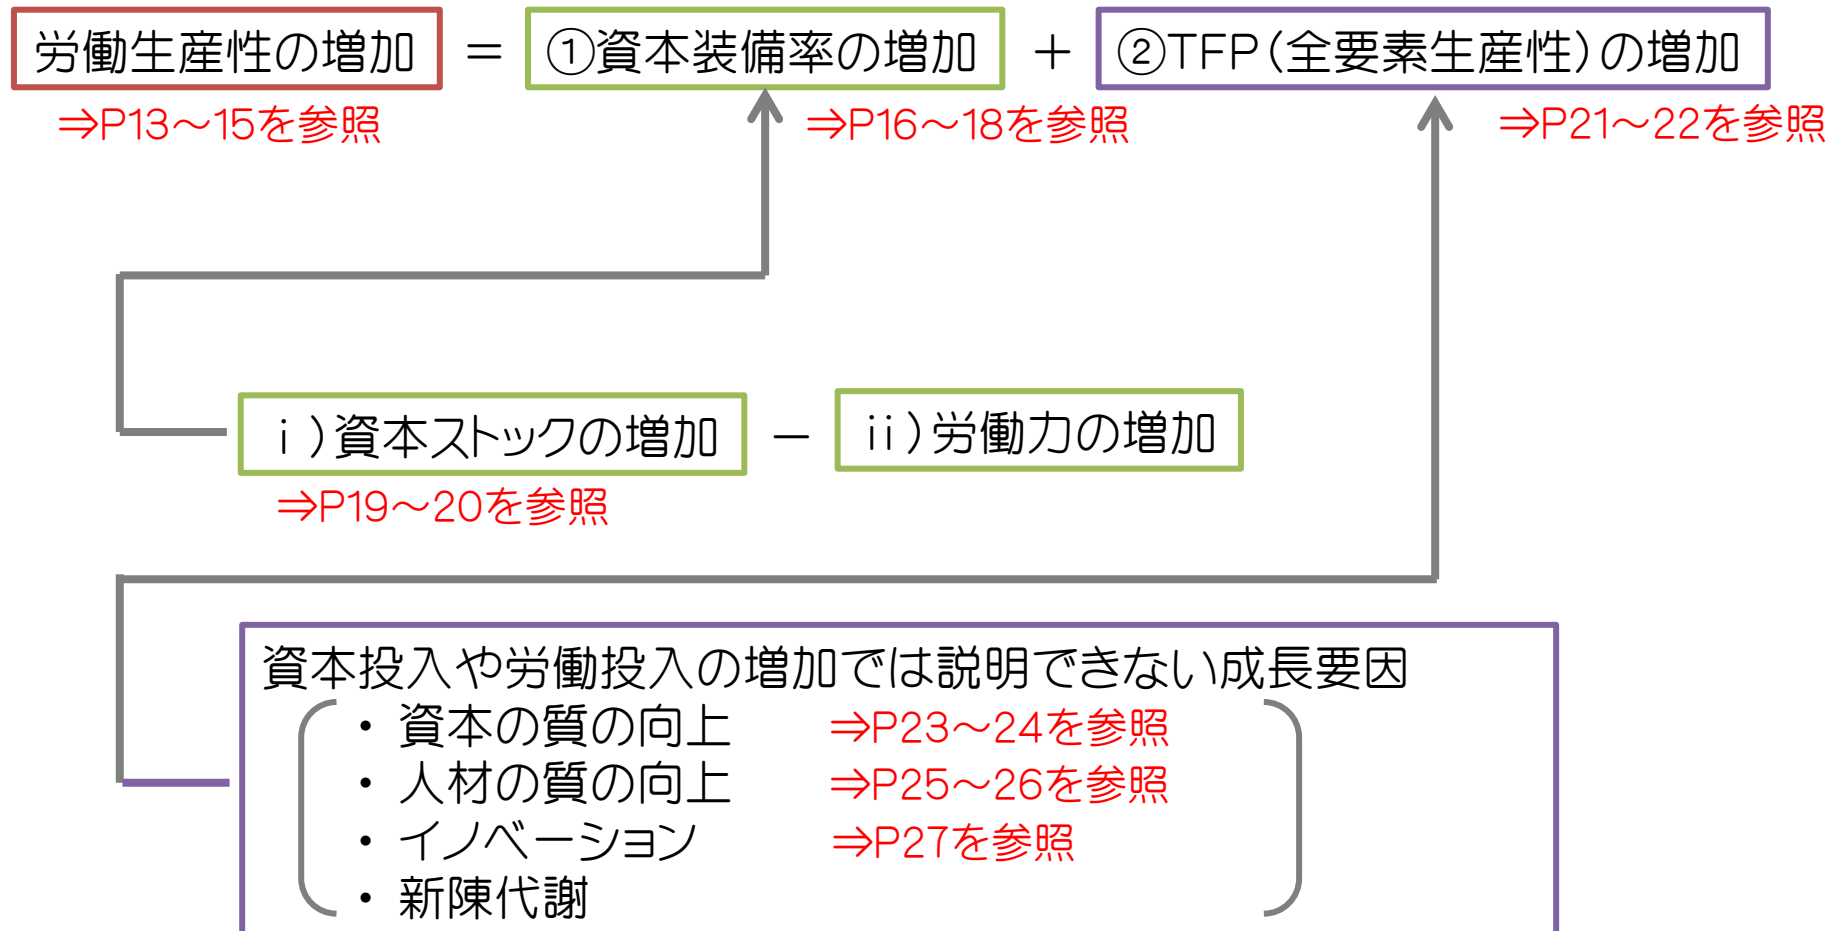 労働生産性の増加 ＝ ①資本装備率の増加 ＋ ②TFP(全要素生産性)の増加
⇒P13～15を参照 ⇒P16～18を参照 ⇒P21～22を参照
ⅰ)資本ストックの増加 － ⅱ)労働力の増加
⇒P19～20を参照
資本投入や労働投入の増加では説明できない成長要因
・ 資本の質の向上 ⇒P23～24を参照
・ 人材の質の向上 ⇒P25～26を参照
・ イノベーション ⇒P27を参照
・ 新陳代謝